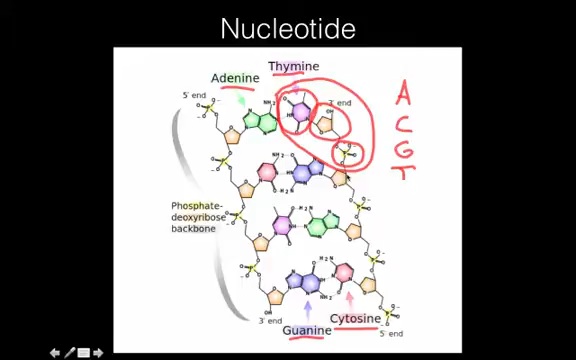 Nucleotide
Thymine
Adenine
5' end
3' end
A
C
G
T
Phosphate-
deoxyribose
backbone
3' end
Guanine
Cytosine
5' end